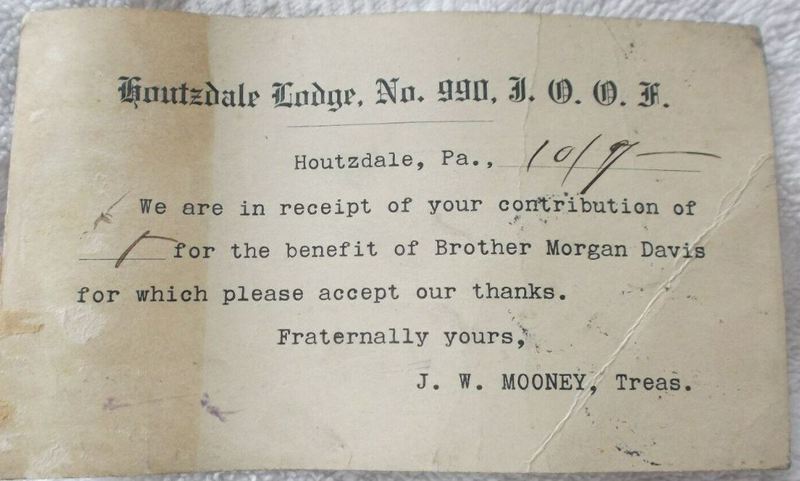 Houtzdale Lodge, No. 990, I. O. O. F.
Houtzdale, Pa., 10/9
We are in receipt of your contribution of
for the benefit of Brother Morgan Davis
for which please accept our thanks.
Fraternally yours,
J. W. MOONEY, Treas.